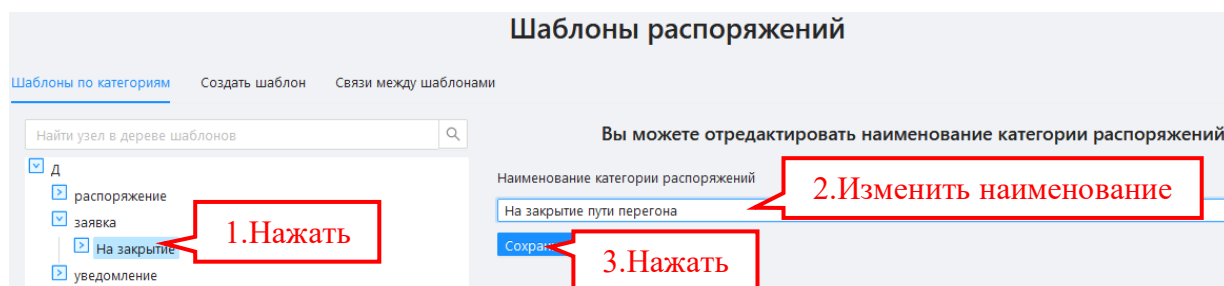 Шаблоны распоряжений
Шаблоны по категориям Создать шаблон Связи между шаблонами
Найти узел в дереве шаблонов
Вы можете отредактировать наименование категории распоряжений
Д
распоряжение
заявка
На закрытие
уведомление
1.Нажать
Наименование категории распоряжений
2.Изменить наименование
На закрытие пути перегона
3.Нажать